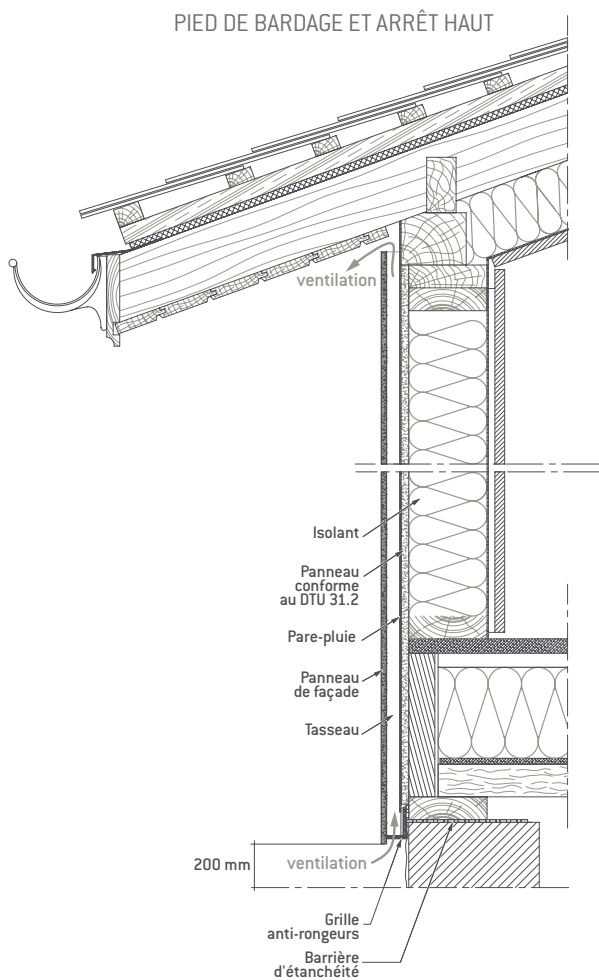 PIED DE BARDAGE ET ARRÊT HAUT
ventilation
Isolant
Panneau
conforme
au DTU 31.2
Pare-pluie
Panneau
de façade
Tasseau
200 mm
ventilation
Grille
anti-rongeurs
Barrière
d'étanchéité